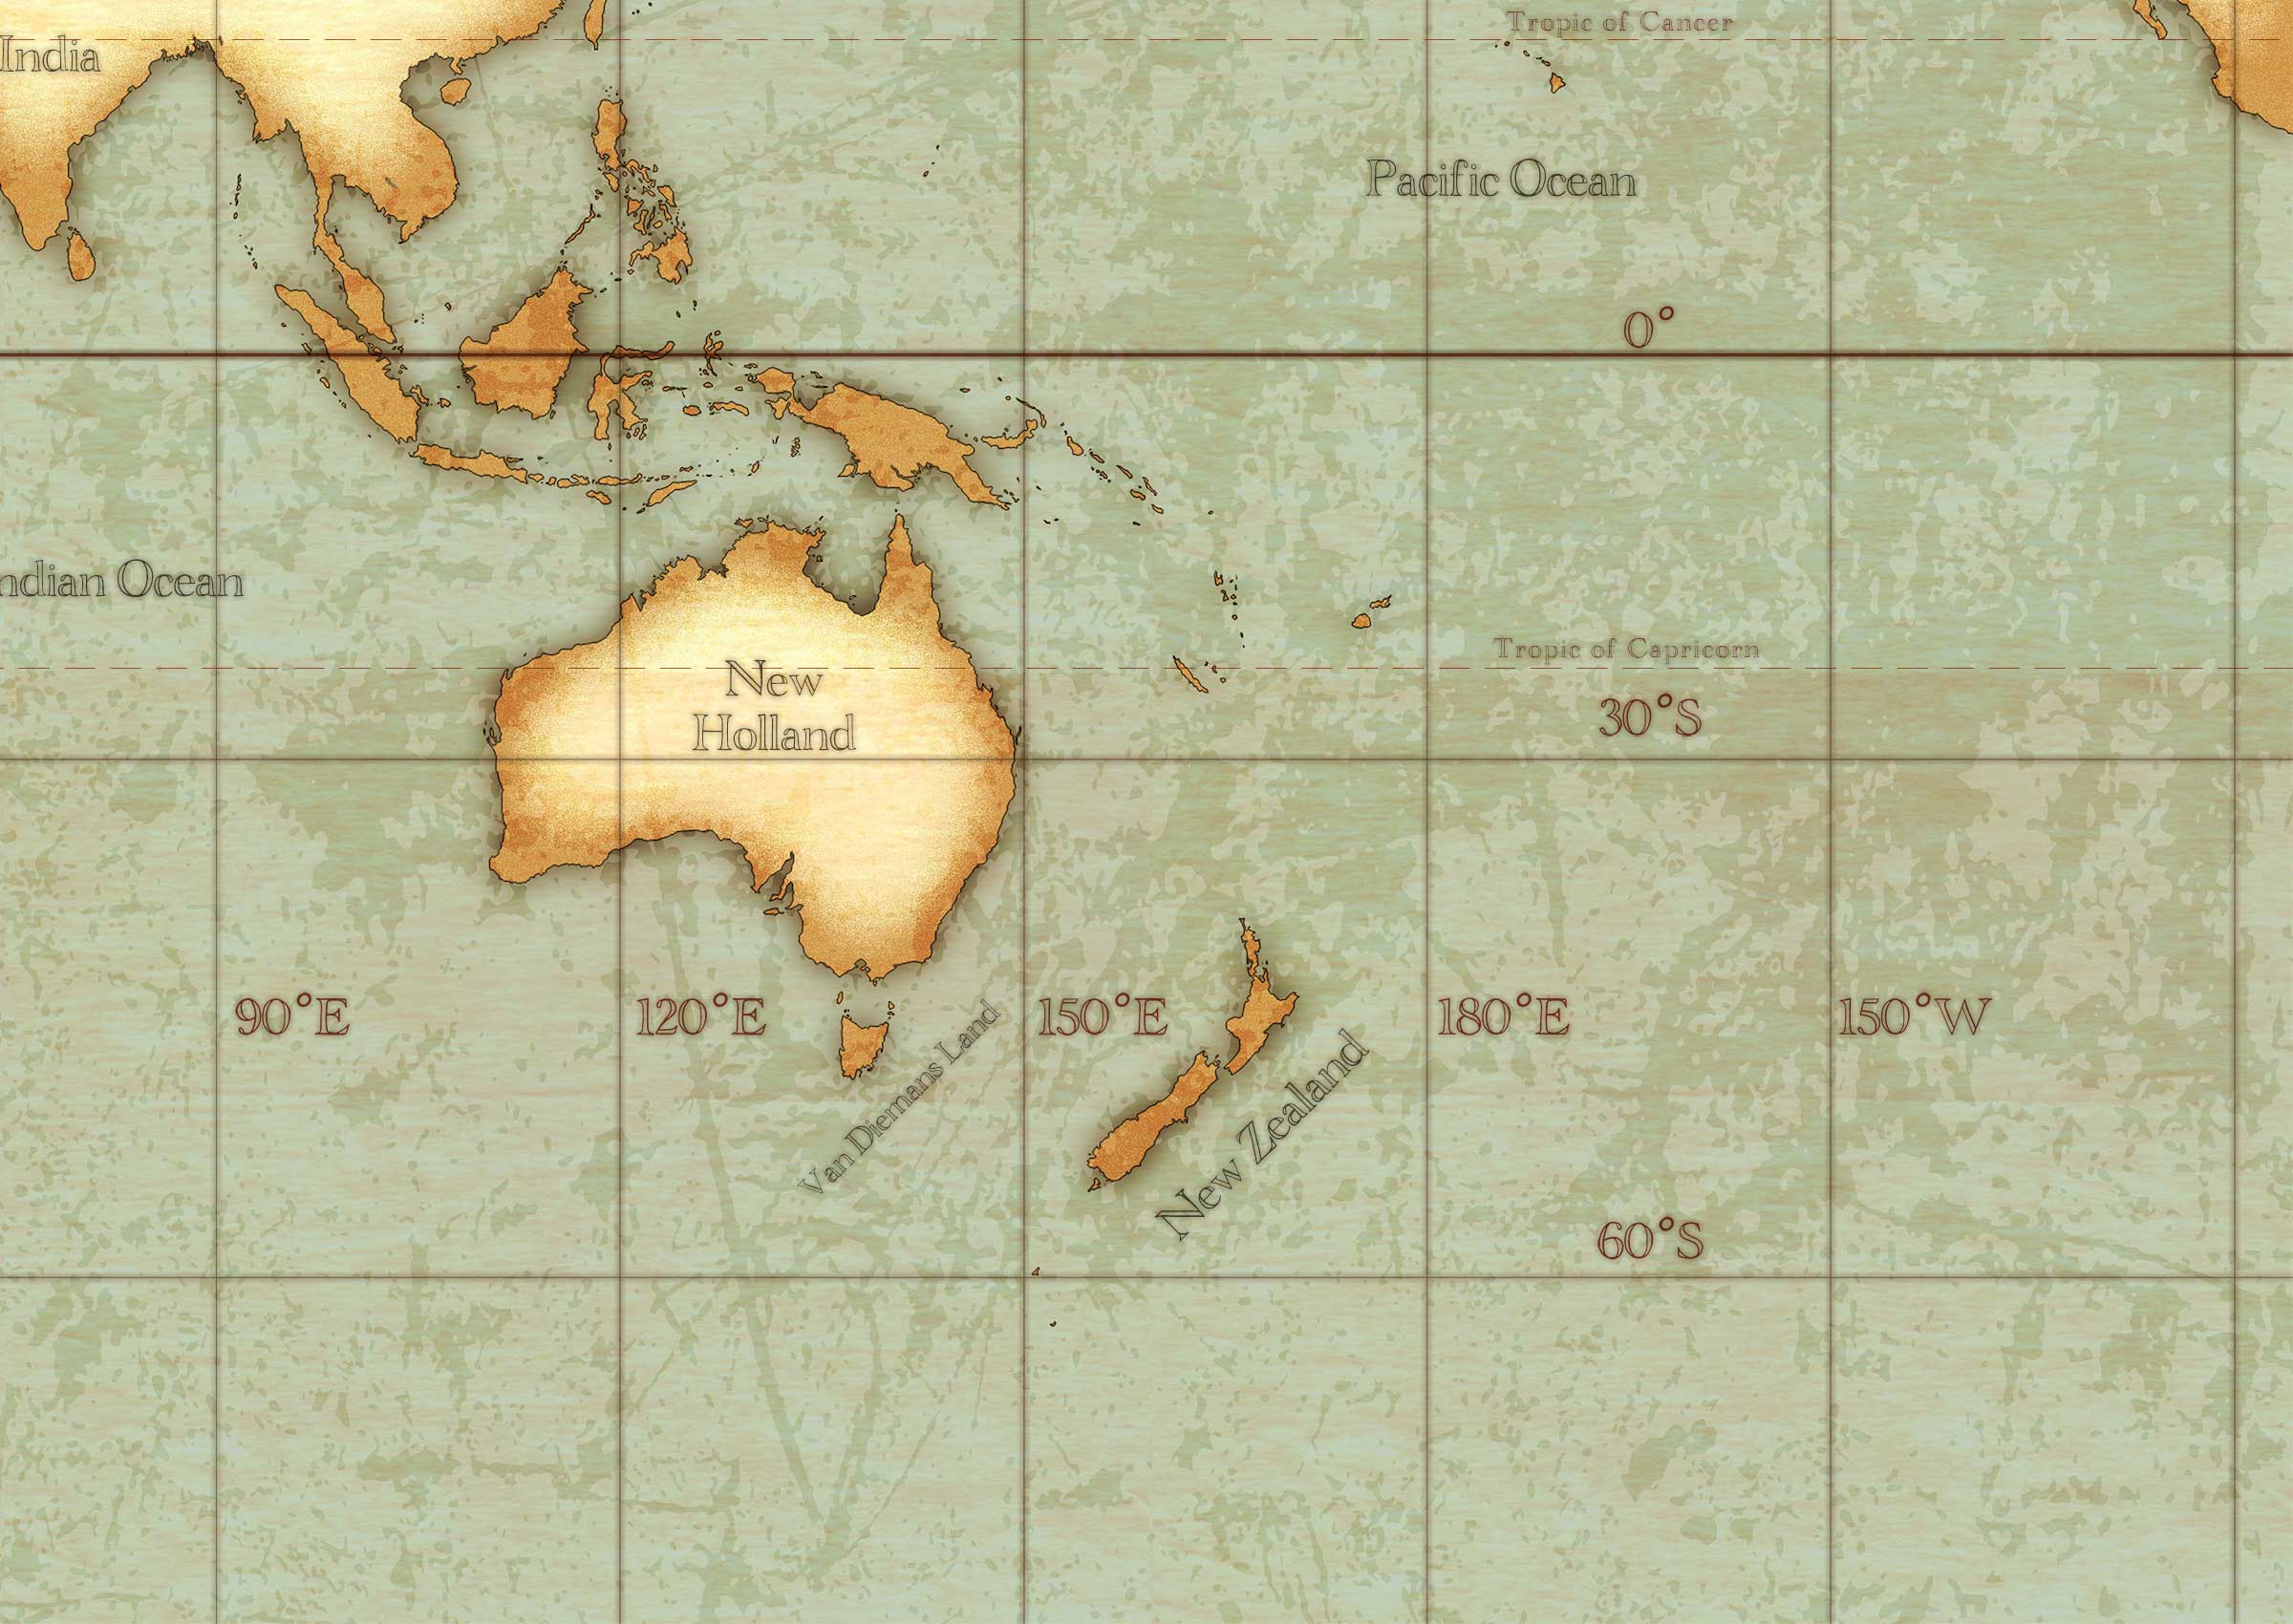 Tropic of Cancer
India
Pacific Ocean
0°
ndian Ocean
Tropic of Capricorn
New
Holland
30°S
90°E
120°E
150°E
180°E
150°W
Van Diemans Land
New Zealand
60°S